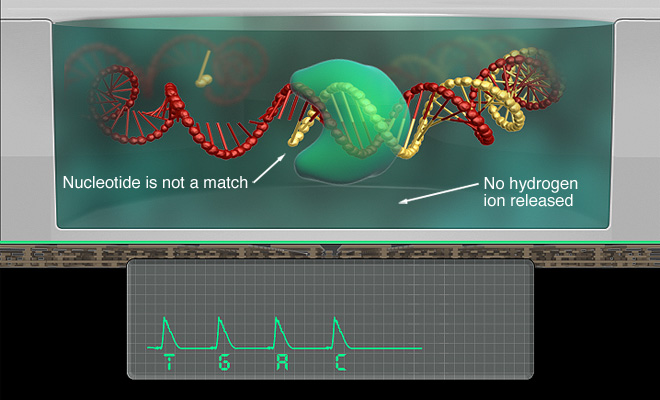 Nucleotide is not a match
No hydrogen
ion released
T G A C